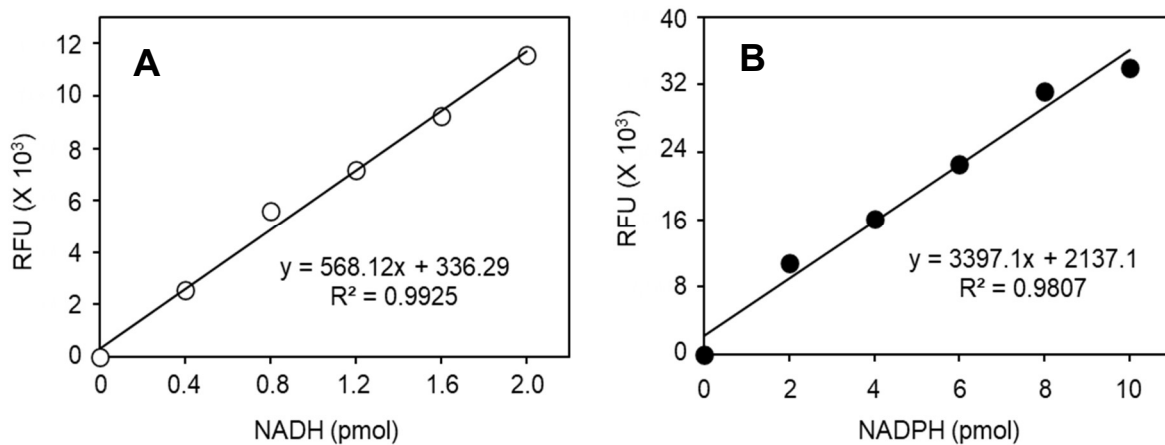 A
RFU (X 10³)
12
10
8
6
4
2
0
y = 568.12x + 336.29
R² = 0.9925
0 0.4 0.8 1.2 1.6 2.0
NADH (pmol)
B
RFU (X 10³)
40
32
24
16
8
0
y = 3397.1x + 2137.1
R² = 0.9807
0 2 4 6 8 10
NADPH (pmol)